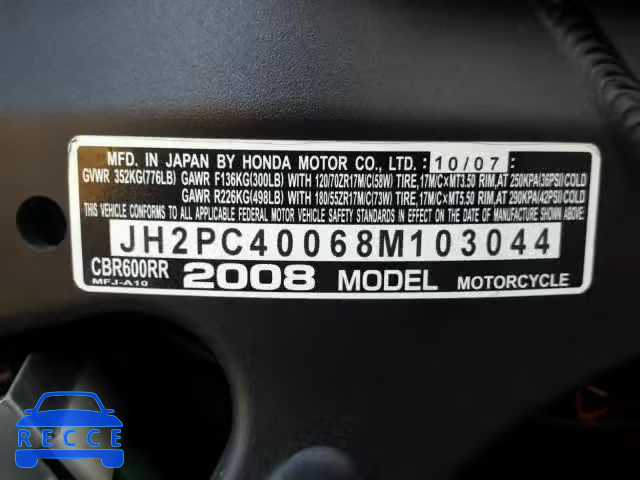 MFD. IN JAPAN BY HONDA MOTOR CO., LTD. 10/07
GVWR 352KG(776LB) GAWR F136KG(300LB) WITH 120/70ZR17M/C(58W) TIRE,17M/C×MT3.50 RIM,AT 250KPA(36PSI)COLD
GAWR R226KG(498LB) WITH 180/55ZR17M/C(73W) TIRE,17M/C×MT5.50 RIM,AT 290KPA(42PSI)COLD
THIS VEHICLE CONFORMS TO ALL APPLICABLE FEDERAL MOTOR VEHICLE SAFETY STANDARDS IN EFFECT ON THE DATE OF MANUFACTURE SHOWN ABOVE.
JH2PC40068M103044
CBR600RR 2008 MODEL MOTORCYCLE
MFJ-A10
RECCE